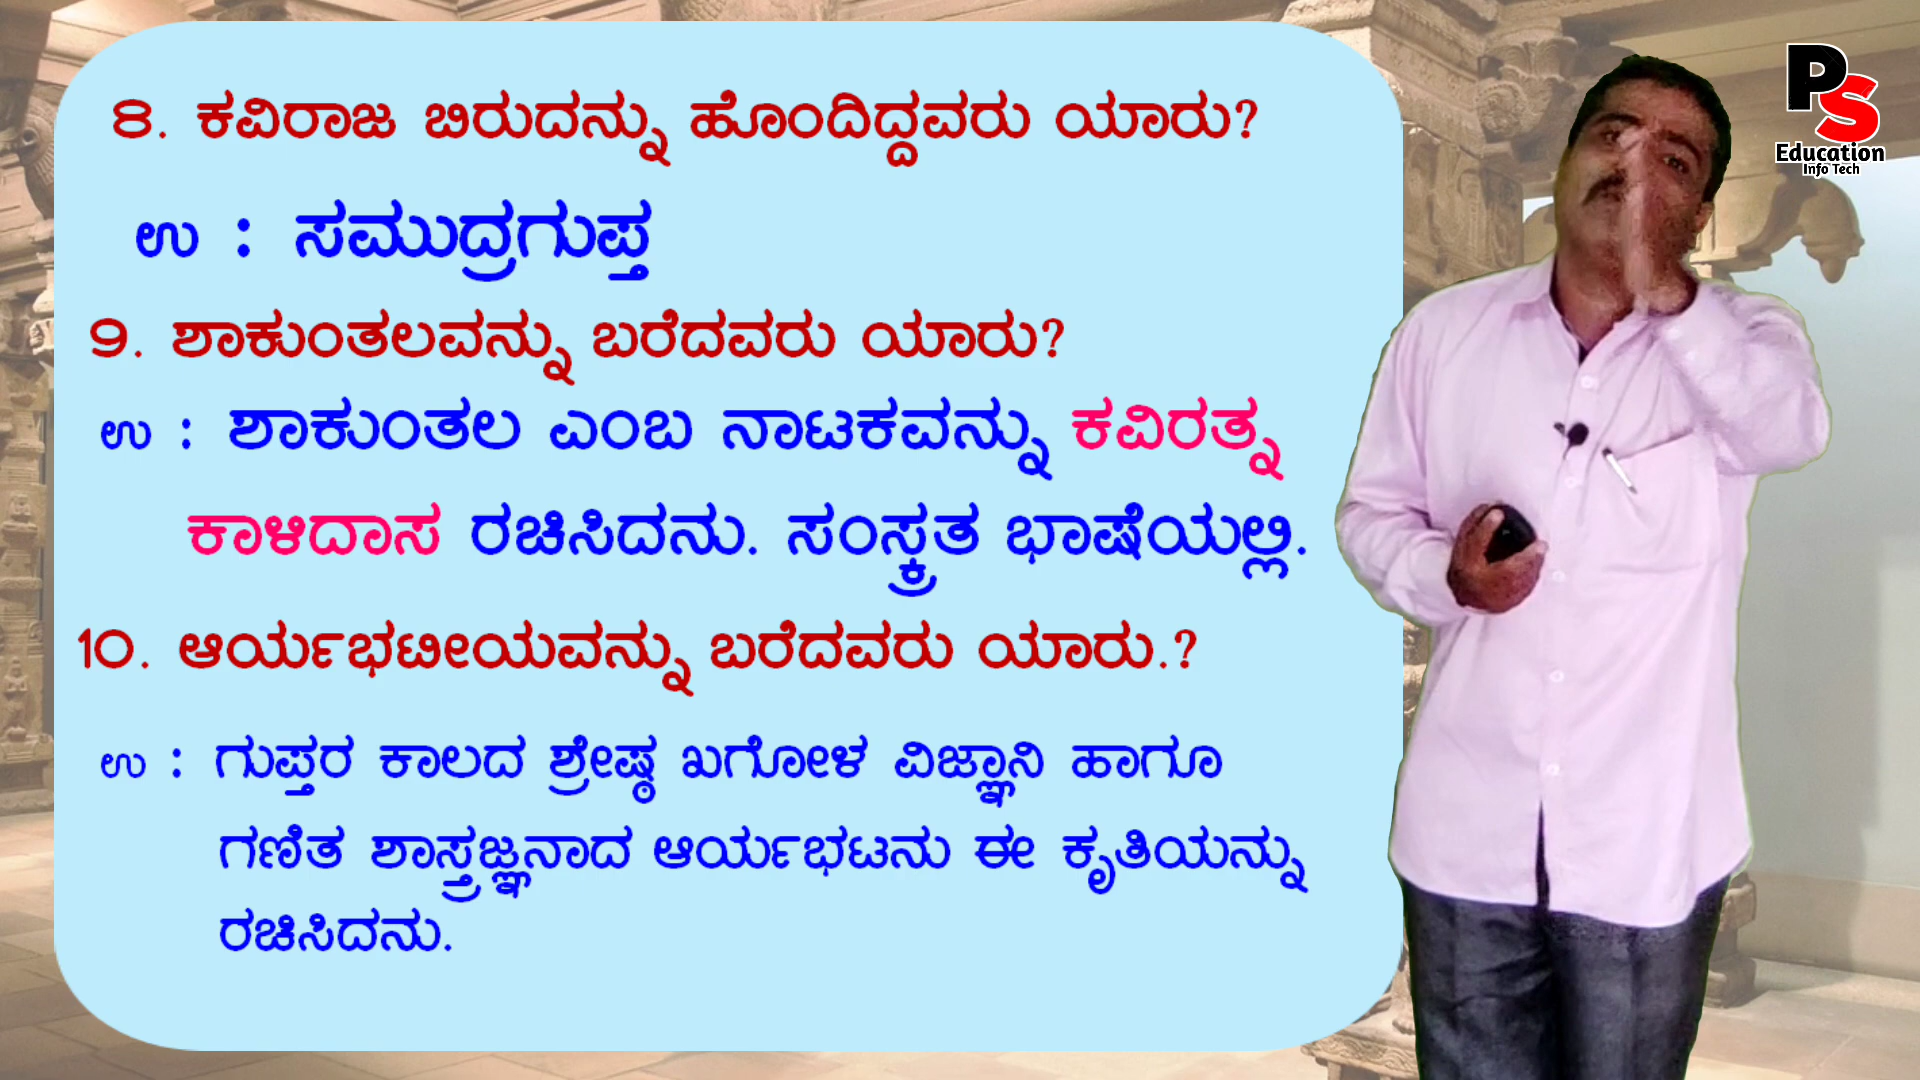 8. ಕವಿರಾಜ ಬಿರುದನ್ನು ಹೊಂದಿದ್ದವರು ಯಾರು?
ಉ : ಸಮುದ್ರಗುಪ್ತ
9. ಶಾಕುಂತಲವನ್ನು ಬರೆದವರು ಯಾರು?
ಉ : ಶಾಕುಂತಲ ಎಂಬ ನಾಟಕವನ್ನು ಕವಿರತ್ನ
ಕಾಳಿದಾಸ ರಚಿಸಿದನು. ಸಂಸ್ಕ್ರತ ಭಾಷೆಯಲ್ಲಿ.
10. ಆರ್ಯಭಟೀಯವನ್ನು ಬರೆದವರು ಯಾರು.?
ಉ : ಗುಪ್ತರ ಕಾಲದ ಶ್ರೇಷ್ಠ ಖಗೋಳ ವಿಜ್ಞಾನಿ ಹಾಗೂ
ಗಣಿತ ಶಾಸ್ತ್ರಜ್ಞನಾದ ಆರ್ಯಭಟನು ಈ ಕೃತಿಯನ್ನು
ರಚಿಸಿದನು.
PS
Education
Info Tech